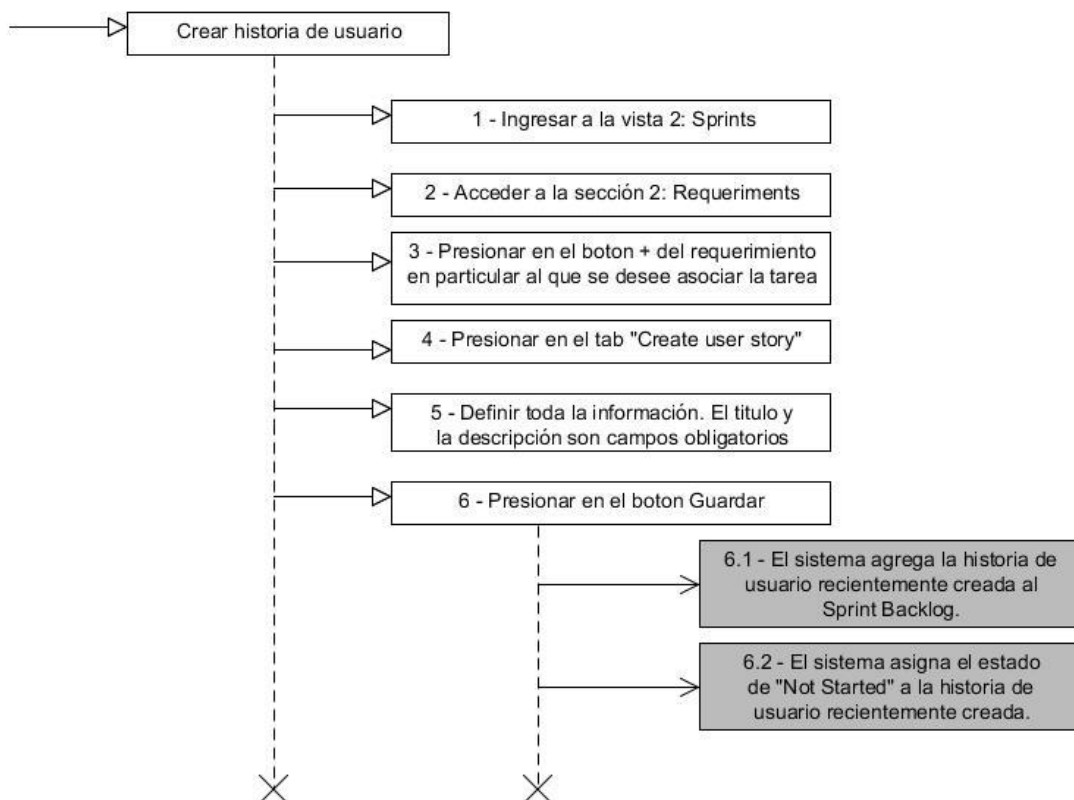 Crear historia de usuario
1 - Ingresar a la vista 2: Sprints
2 - Acceder a la sección 2: Requeriments
3 - Presionar en el boton + del requerimiento
en particular al que se desee asociar la tarea
4 - Presionar en el tab "Create user story"
5 - Definir toda la información. El titulo y
la descripción son campos obligatorios
6 - Presionar en el boton Guardar
6.1 - El sistema agrega la historia de
usuario recientemente creada al
Sprint Backlog.
6.2 - El sistema asigna el estado
de "Not Started" a la historia de
usuario recientemente creada.